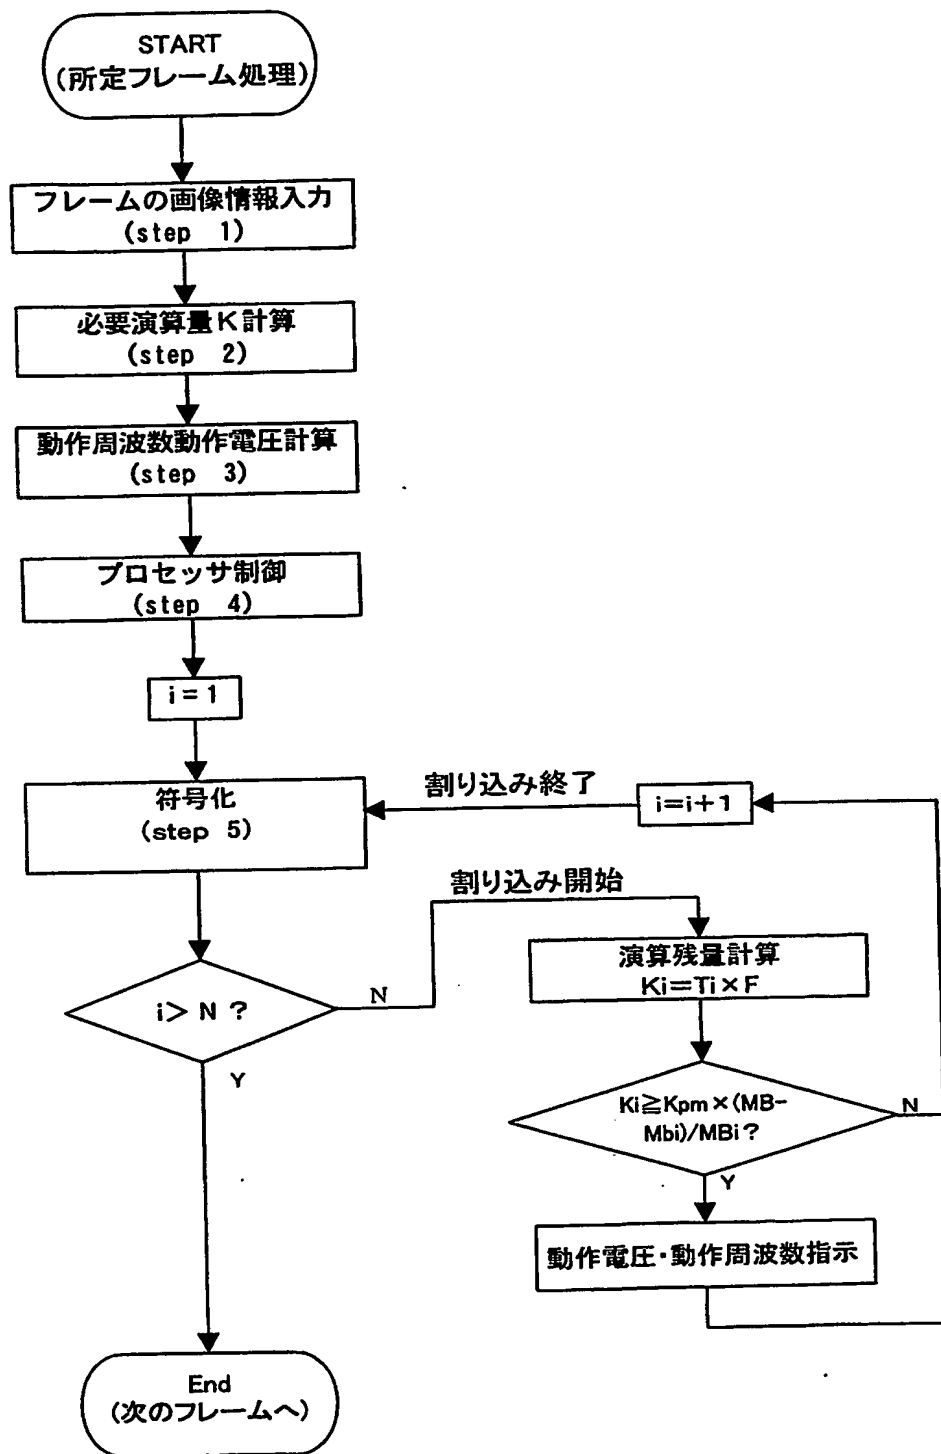 START
(所定フレーム処理)
フレームの画像情報入力
(step 1)
必要演算量K計算
(step 2)
動作周波数動作電圧計算
(step 3)
プロセッサ制御
(step 4)
i=1
符号化
(step 5)
割り込み終了
i=i+1
割り込み開始
演算残量計算
Ki=Ti×F
i> N ?
N
Y
Ki≧Kpm×(MB-
Mbi)/MBi?
N
Y
動作電圧・動作周波数指示
End
(次のフレームへ)